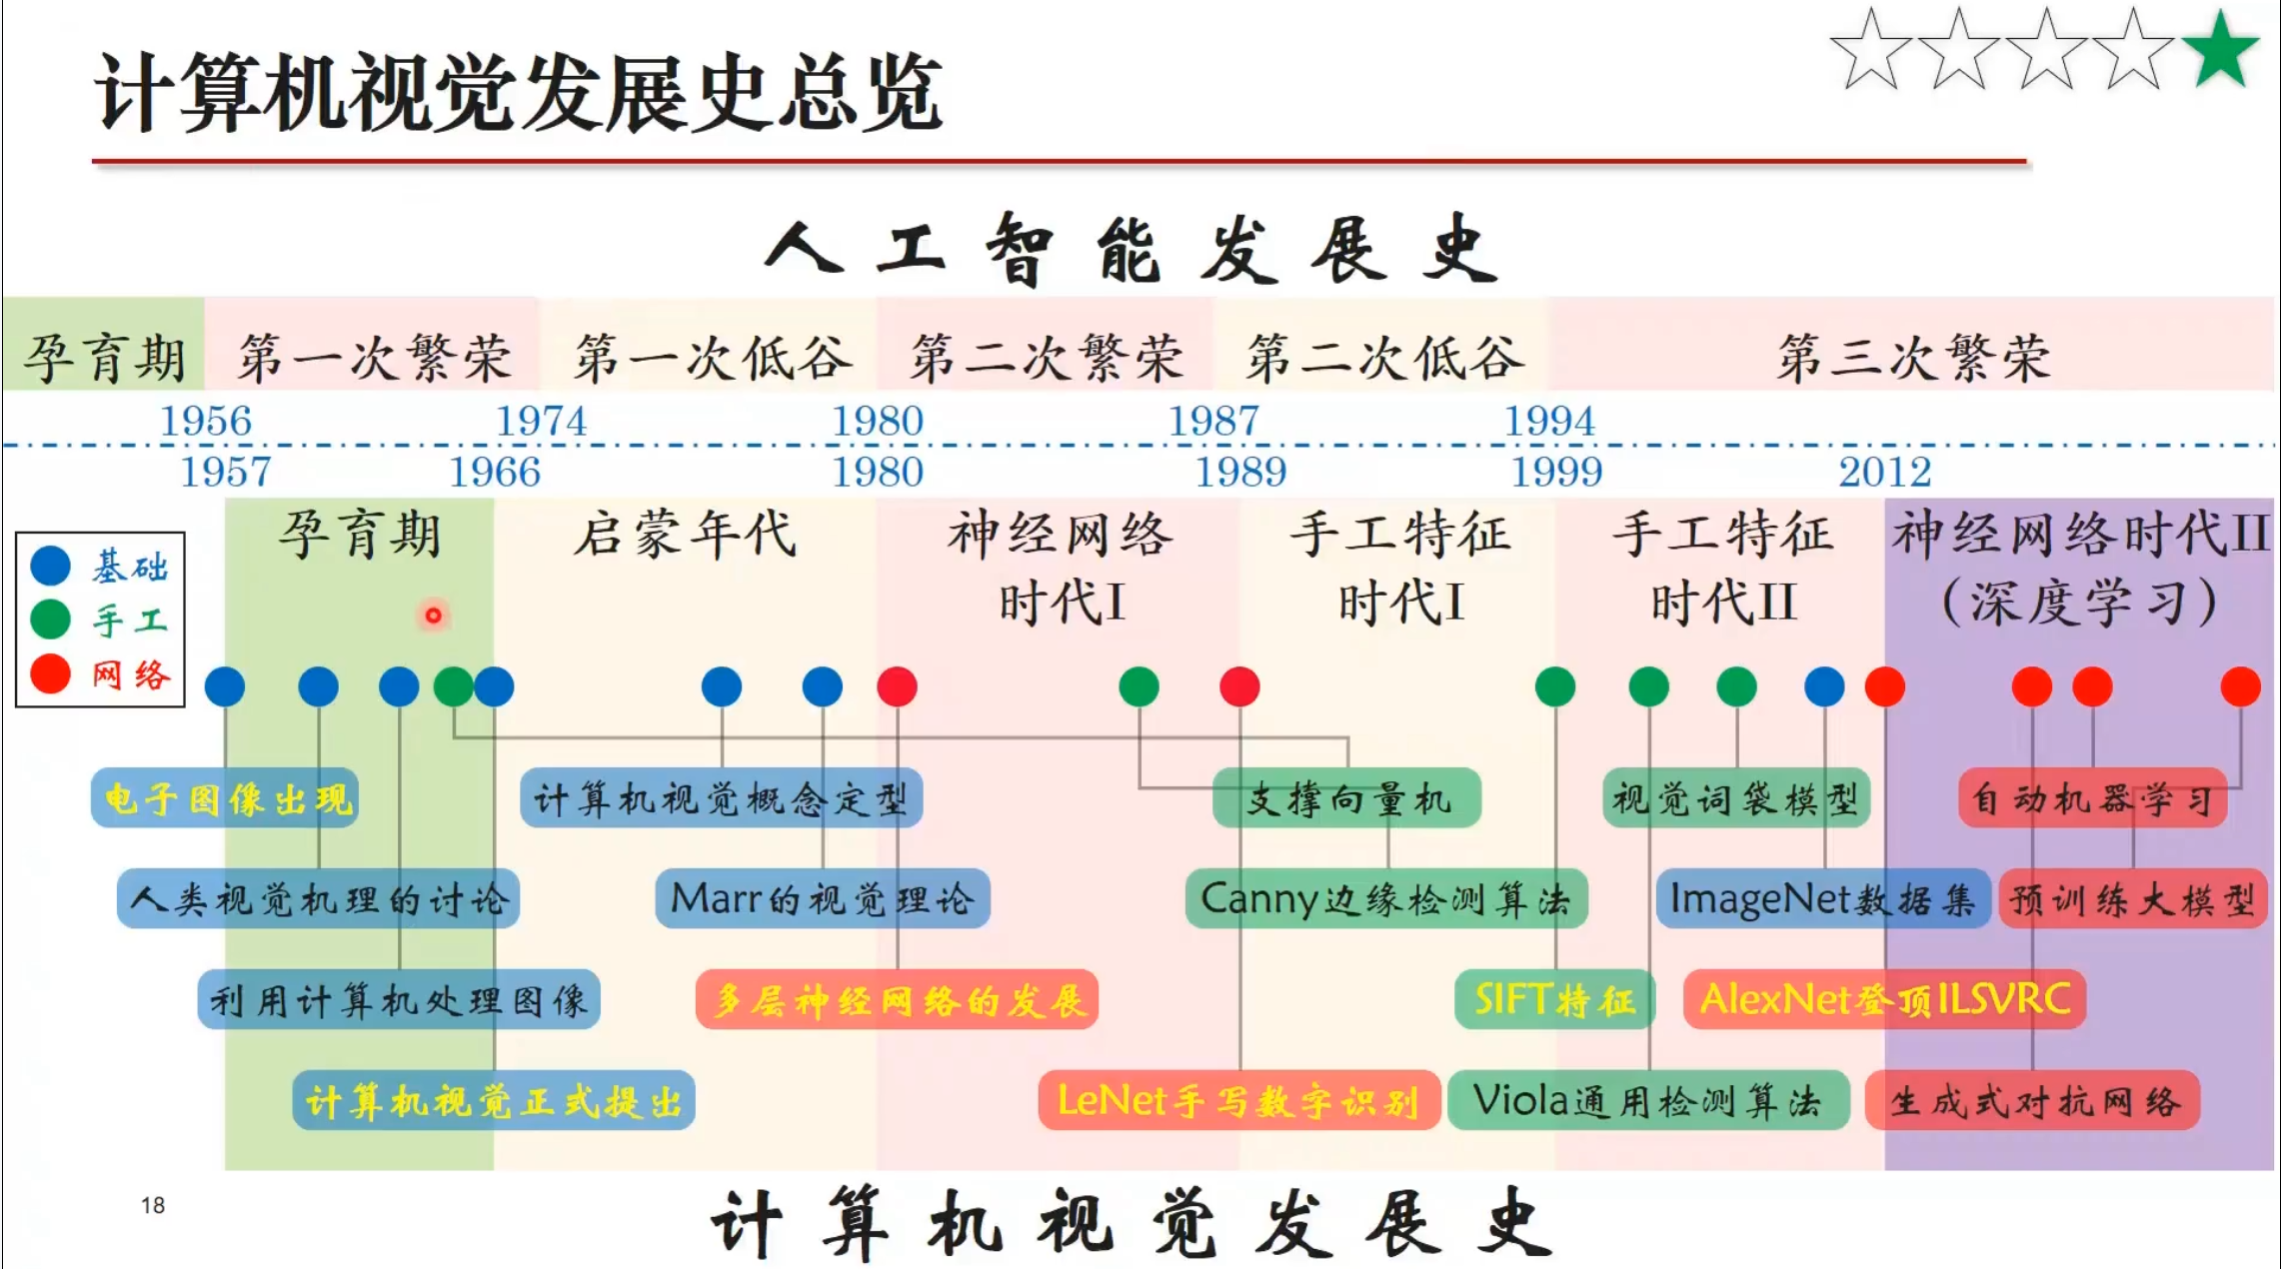 计算机视觉发展史总览
人工智能发展史
孕育期 第一次繁荣 第一次低谷 第二次繁荣 第二次低谷 第三次繁荣
1956 1974 1980 1987 1994
1957 1966 1980 1989 1999 2012
孕育期 启蒙年代 神经网络 手工特征 手工特征 神经网络时代II
时代I 时代I 时代II (深度学习)
基础
手工
网络
电子图像出现 计算机视觉概念定型 支撑向量机 视觉词袋模型 自动机器学习
人类视觉机理的讨论 Marr的视觉理论 Canny边缘检测算法 ImageNet数据集 预训练大模型
利用计算机处理图像 多层神经网络的发展 SIFT特征 AlexNet登顶ILSVRC
计算机视觉正式提出 LeNet手写数字识别 Viola通用检测算法 生成式对抗网络
18
计算机视觉发展史